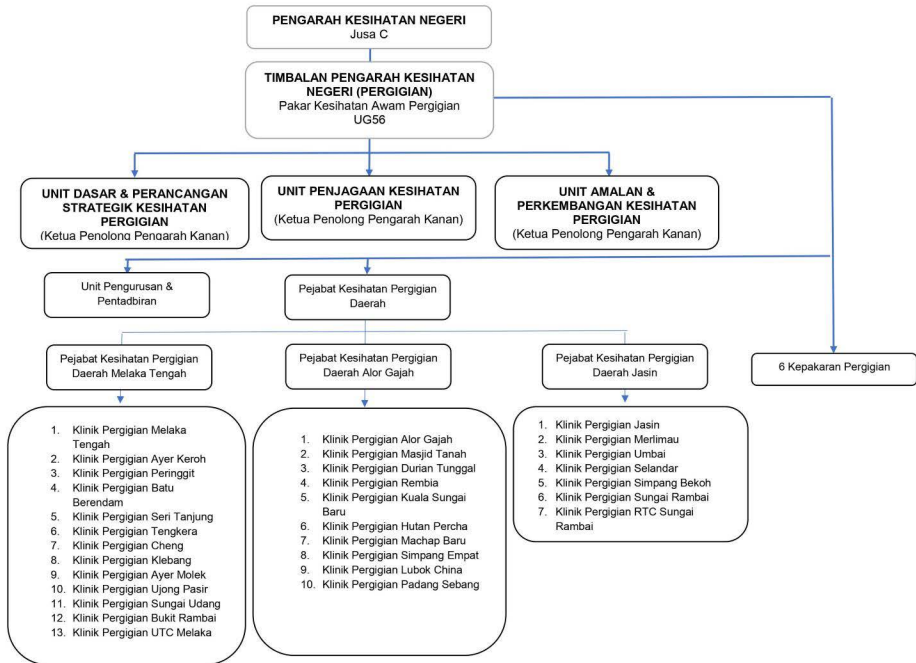 PENGARAH KESIHATAN NEGERI
Jusa C
TIMBALAN PENGARAH KESIHATAN
NEGERI (PERGIGIAN)
Pakar Kesihatan Awam Pergigian
UG56
UNIT DASAR & PERANCANGAN
STRATEGIK KESIHATAN
PERGIGIAN
(Ketua Penolong Pengarah Kanan)
UNIT PENJAGAAN KESIHATAN
PERGIGIAN
(Ketua Penolong Pengarah Kanan)
UNIT AMALAN &
PERKEMBANGAN KESIHATAN
PERGIGIAN
(Ketua Penolong Pengarah Kanan)
Unit Pengurusan &
Pentadbiran
Pejabat Kesihatan Pergigian
Daerah
Pejabat Kesihatan Pergigian
Daerah Melaka Tengah
Pejabat Kesihatan Pergigian
Daerah Alor Gajah
Pejabat Kesihatan Pergigian
Daerah Jasin
6 Kepakaran Pergigian
1. Klinik Pergigian Melaka
Tengah
2. Klinik Pergigian Ayer Keroh
3. Klinik Pergigian Peringgit
4. Klinik Pergigian Batu
Berendam
5. Klinik Pergigian Seri Tanjung
6. Klinik Pergigian Tengkera
7. Klinik Pergigian Cheng
8. Klinik Pergigian Klebang
9. Klinik Pergigian Ayer Molek
10. Klinik Pergigian Ujong Pasir
11. Klinik Pergigian Sungai Udang
12. Klinik Pergigian Bukit Rambai
13. Klinik Pergigian UTC Melaka
1. Klinik Pergigian Alor Gajah
2. Klinik Pergigian Masjid Tanah
3. Klinik Pergigian Durian Tunggal
4. Klinik Pergigian Rembia
5. Klinik Pergigian Kuala Sungai
Baru
6. Klinik Pergigian Hutan Percha
7. Klinik Pergigian Machap Baru
8. Klinik Pergigian Simpang Empat
9. Klinik Pergigian Lubok China
10. Klinik Pergigian Padang Sebang
1. Klinik Pergigian Jasin
2. Klinik Pergigian Merlimau
3. Klinik Pergigian Umbai
4. Klinik Pergigian Selandar
5. Klinik Pergigian Simpang Bekoh
6. Klinik Pergigian Sungai Rambai
7. Klinik Pergigian RTC Sungai
Rambai